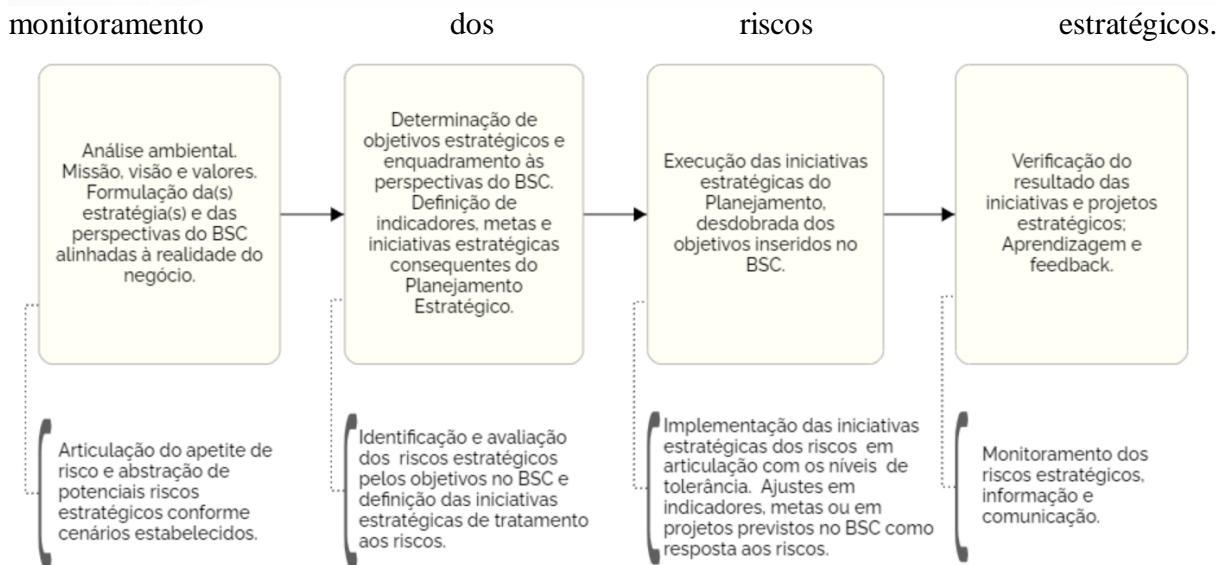 monitoramento dos riscos estratégicos.
Análise ambiental.
Missão, visão e valores.
Formulação da(s)
estratégia(s) e das
perspectivas do BSC
alinhadas à realidade do
negócio.
Determinação de
objetivos estratégicos e
enquadramento às
perspectivas do BSC.
Definição de
indicadores, metas e
iniciativas estratégicas
consequentes do
Planejamento
Estratégico.
Execução das iniciativas
estratégicas do
Planejamento,
desdobrada dos
objetivos inseridos no
BSC.
Verificação do
resultado das
iniciativas e projetos
estratégicos;
Aprendizagem e
feedback.
Articulação do apetite de
risco e abstração de
potenciais riscos
estratégicos conforme
cenários estabelecidos.
Identificação e avaliação
dos riscos estratégicos
pelos objetivos no BSC e
definição das iniciativas
estratégicas de tratamento
aos riscos.
Implementação das iniciativas
estratégicas dos riscos em
articulação com os níveis de
tolerância. Ajustes em
indicadores, metas ou em
projetos previstos no BSC como
resposta aos riscos.
Monitoramento dos
riscos estratégicos,
informação e
comunicação.